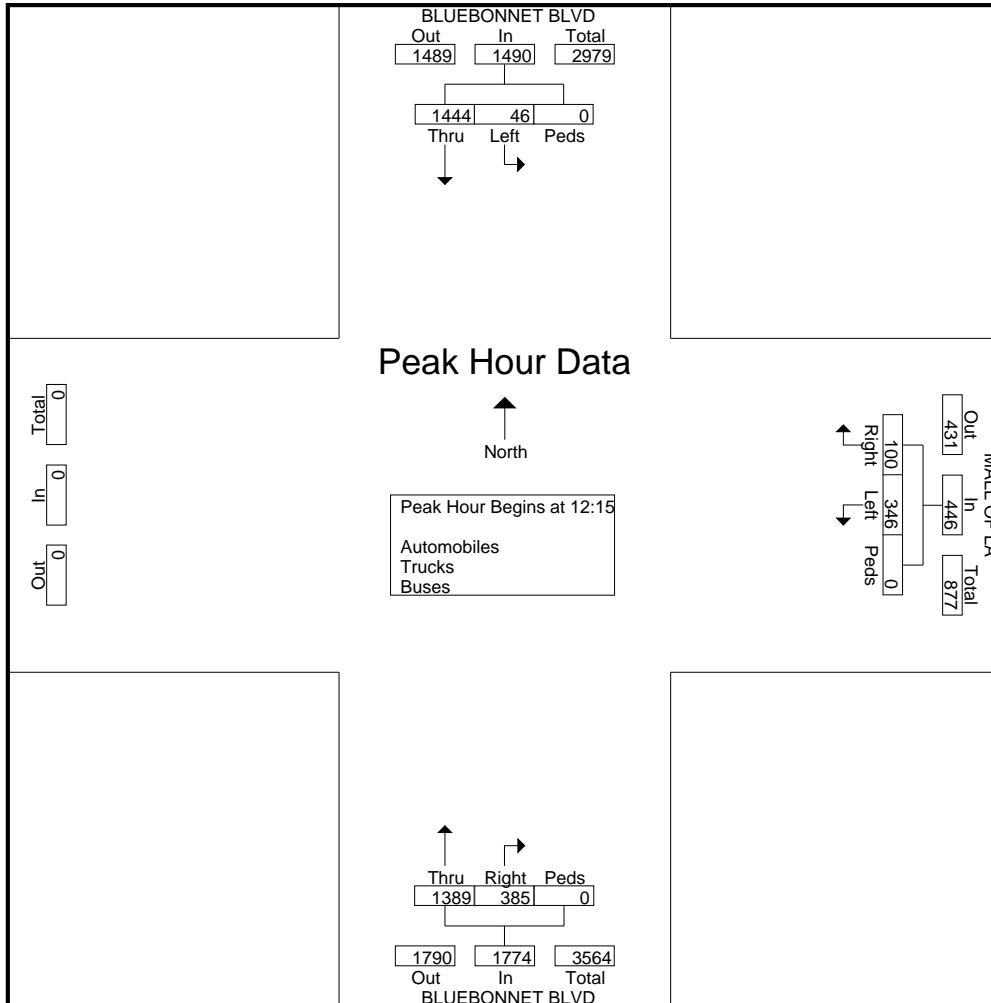 BLUEBONNET BLVD
Out In Total
1489 1490 2979
1444 46 0
Thru Left Peds
Peak Hour Data
North
Peak Hour Begins at 12:15
Automobiles
Trucks
Buses
Total In Out
0 0 0
MALL OF LA
Out In Total
431 446 877
100 346 0
Right Left Peds
Thru Right Peds
1389 385 0
1790 1774 3564
Out In Total
BLUEBONNET BLVD